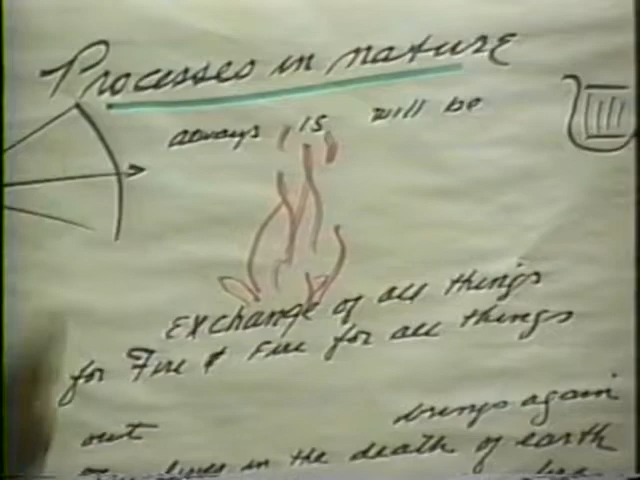 Processes in nature
always is will be
Exchange of all things
for Fire & Fire for all things
brings again
out
lives in the death of earth